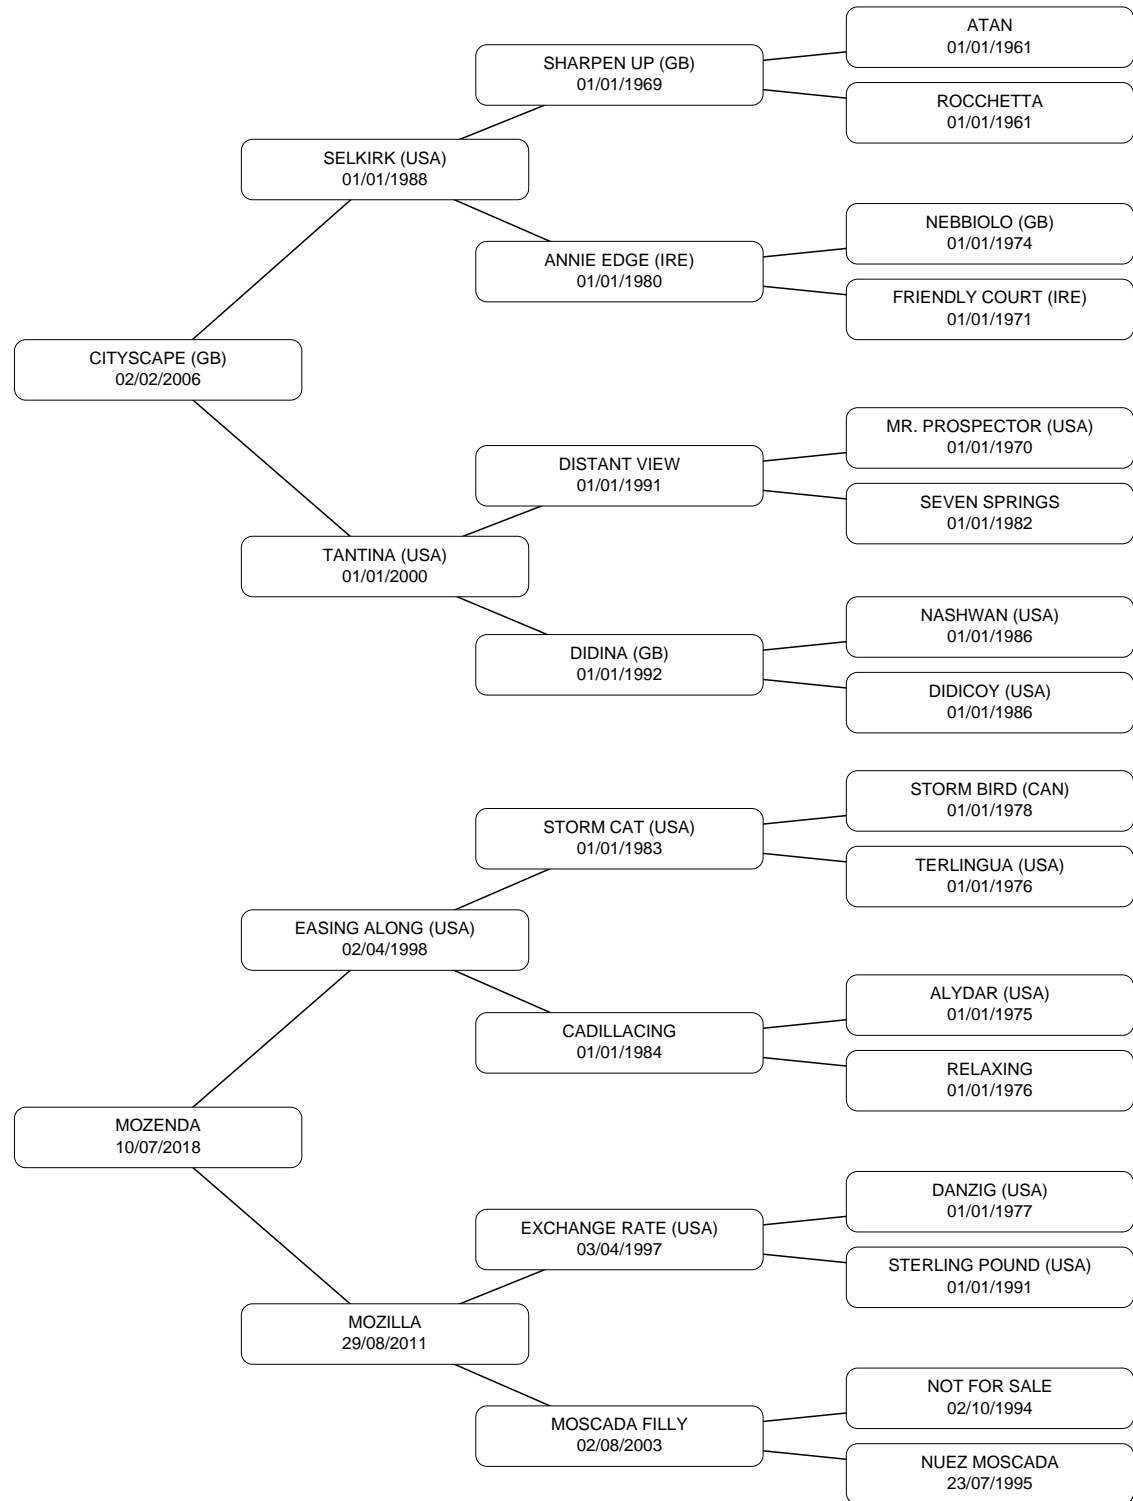 ATAN
01/01/1961
SHARPEN UP (GB)
01/01/1969
ROCCHETTA
01/01/1961
SELKIRK (USA)
01/01/1988
NEBBIOLO (GB)
01/01/1974
ANNIE EDGE (IRE)
01/01/1980
FRIENDLY COURT (IRE)
01/01/1971
CITYSCAPE (GB)
02/02/2006
MR. PROSPECTOR (USA)
01/01/1970
DISTANT VIEW
01/01/1991
SEVEN SPRINGS
01/01/1982
TANTINA (USA)
01/01/2000
NASHWAN (USA)
01/01/1986
DIDINA (GB)
01/01/1992
DIDICOY (USA)
01/01/1986
STORM BIRD (CAN)
01/01/1978
STORM CAT (USA)
01/01/1983
TERLINGUA (USA)
01/01/1976
EASING ALONG (USA)
02/04/1998
ALYDAR (USA)
01/01/1975
CADILLACING
01/01/1984
RELAXING
01/01/1976
MOZENDA
10/07/2018
DANZIG (USA)
01/01/1977
EXCHANGE RATE (USA)
03/04/1997
STERLING POUND (USA)
01/01/1991
MOZILLA
29/08/2011
NOT FOR SALE
02/10/1994
MOSCADA FILLY
02/08/2003
NUEZ MOSCADA
23/07/1995